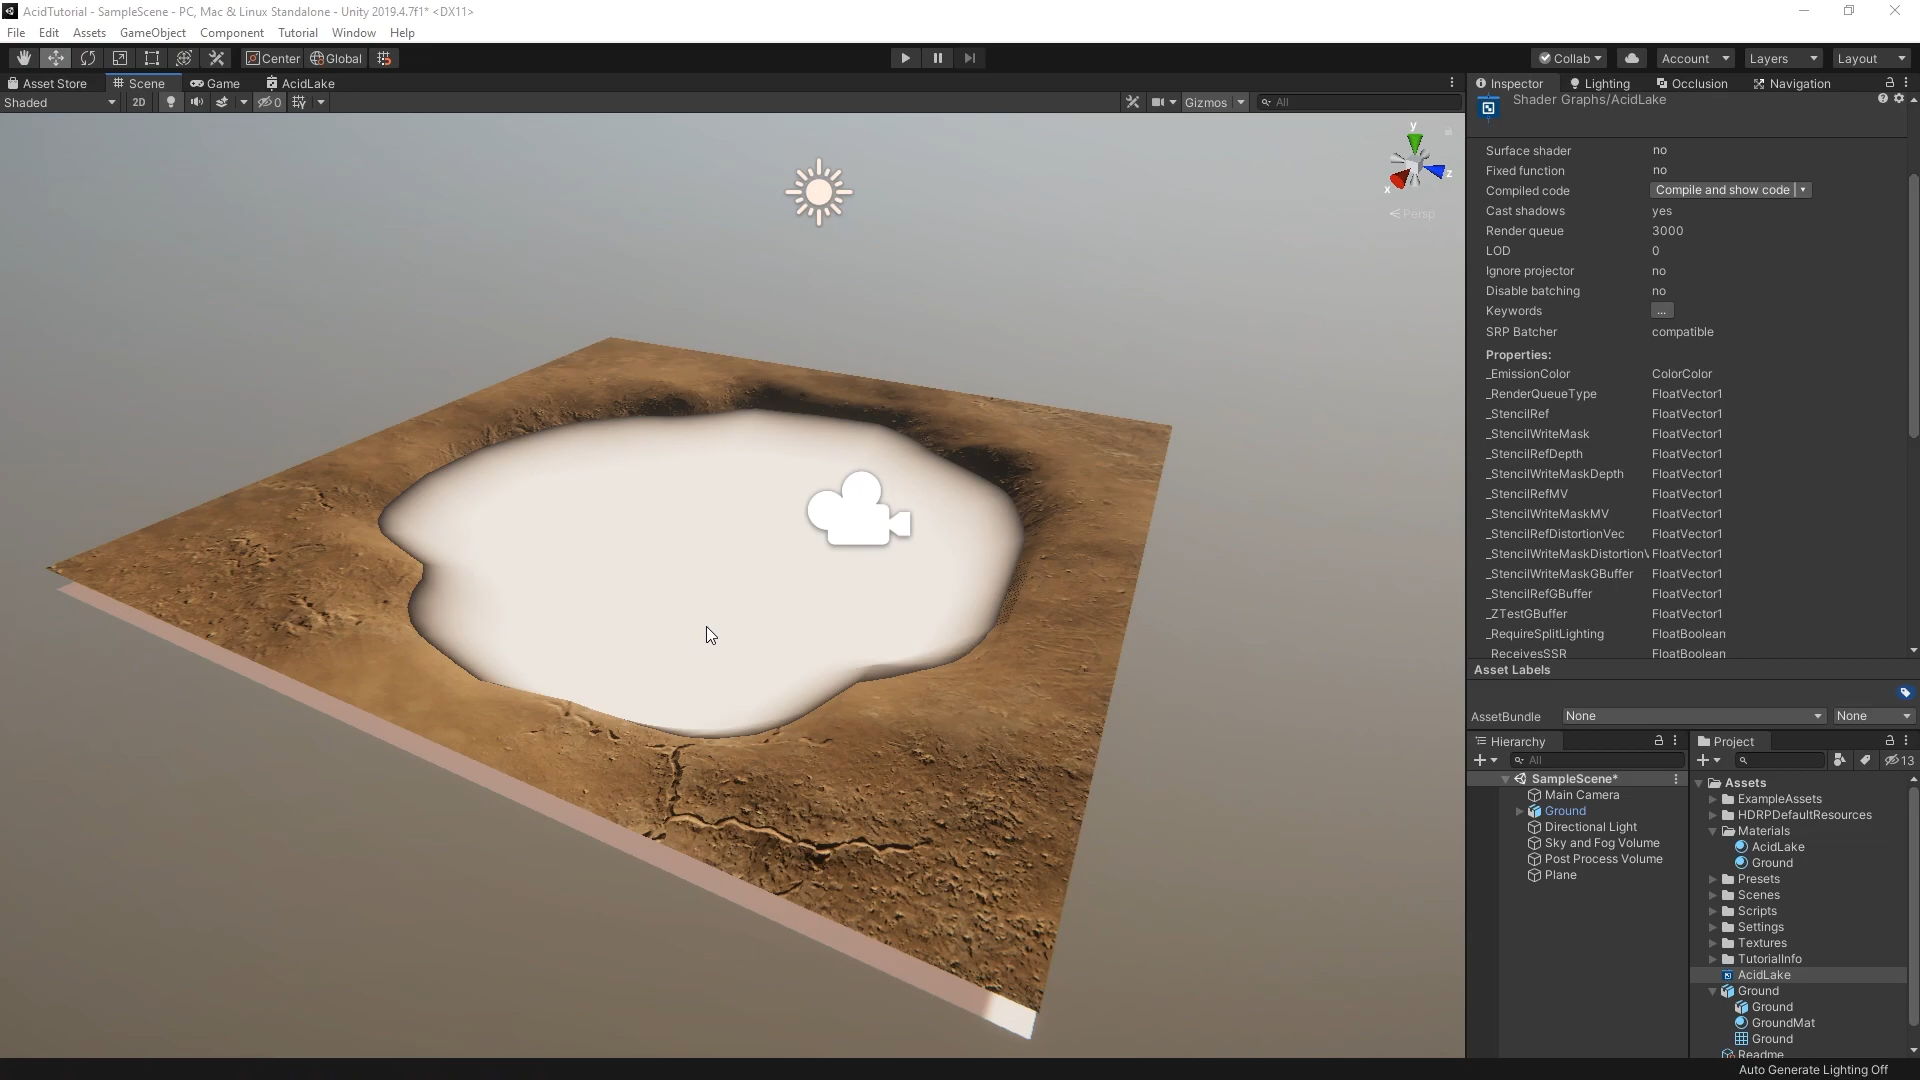 AcidTutorial - SampleScene - PC, Mac & Linux Standalone - Unity 2019.4.7f1* <DX11>
File Edit Assets GameObject Component Tutorial Window Help
Center Global Collab Account Layers Layout
Asset Store Scene Game AcidLake
Shaded 2D 0 Gizmos All
y
z
x
Persp
Inspector Lighting Occlusion Navigation
Shader Graphs/AcidLake
Surface shader no
Fixed function no
Compiled code Compile and show code
Cast shadows yes
Render queue 3000
LOD 0
Ignore projector no
Disable batching no
Keywords ...
SRP Batcher compatible
Properties:
_EmissionColor ColorColor
_RenderQueueType FloatVector1
_StencilRef FloatVector1
_StencilWriteMask FloatVector1
_StencilRefDepth FloatVector1
_StencilWriteMaskDepth FloatVector1
_StencilRefMV FloatVector1
_StencilWriteMaskMV FloatVector1
_StencilRefDistortionVec FloatVector1
_StencilWriteMaskDistortionV FloatVector1
_StencilWriteMaskGBuffer FloatVector1
_StencilRefGBuffer FloatVector1
_ZTestGBuffer FloatVector1
_RequireSplitLighting FloatBoolean
_ReceivesSSR FloatBoolean
Asset Labels
AssetBundle None None
Hierarchy
All
SampleScene*
Main Camera
Ground
Directional Light
Sky and Fog Volume
Post Process Volume
Plane
Project
13
Assets
ExampleAssets
HDRPDefaultResources
Materials
AcidLake
Ground
Presets
Scenes
Scripts
Settings
Textures
TutorialInfo
AcidLake
Ground
Ground
GroundMat
Ground
Readme
Auto Generate Lighting Off